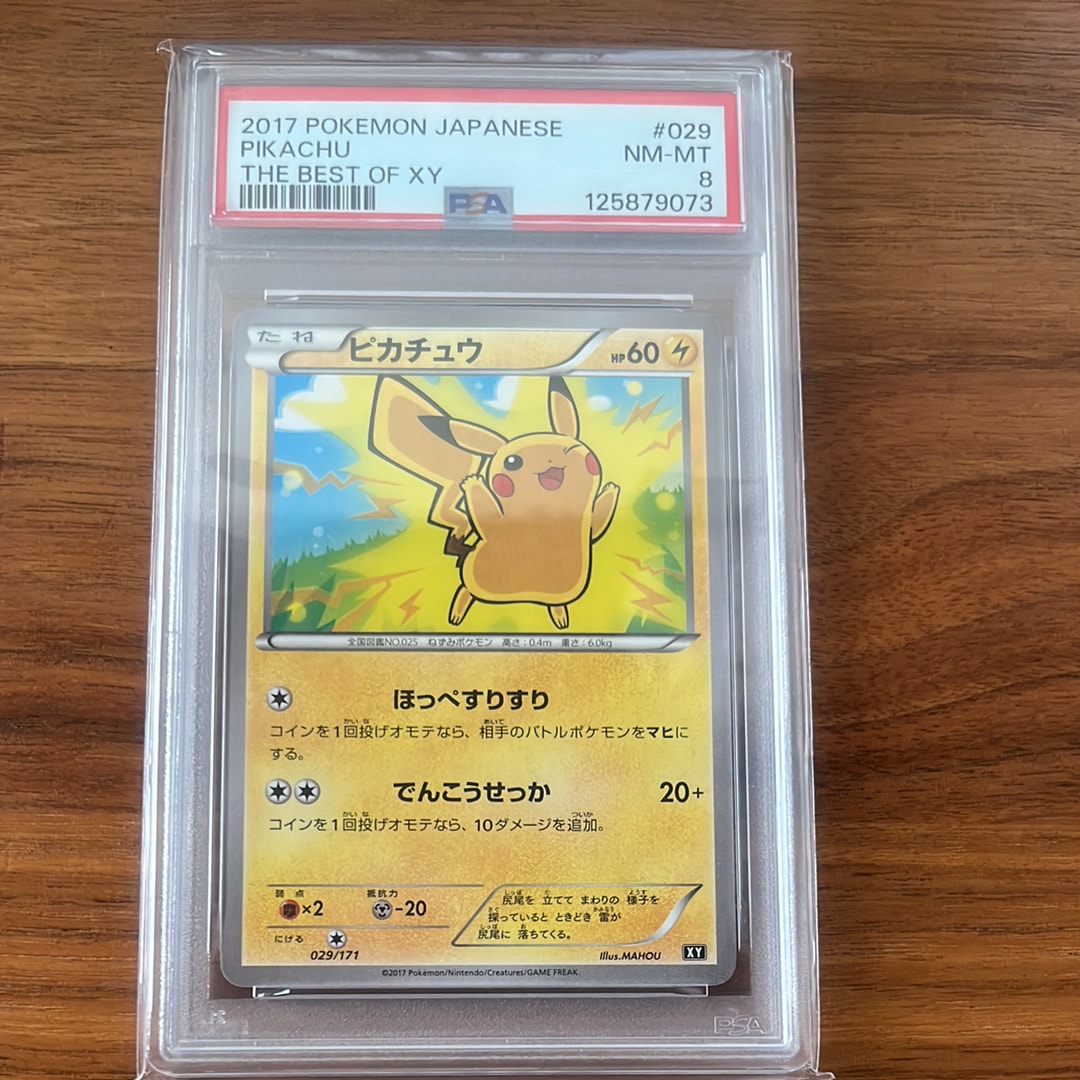 2017 POKEMON JAPANESE #029
PIKACHU NM-MT
THE BEST OF XY 8
PSA 125879073
たね ピカチュウ HP60
全国図鑑NO.025 ねずみポケモン 高さ:0.4m 重さ:6.0kg
ほっぺすりすり
コインを1回投げオモテなら、相手のバトルポケモンをマヒに
する。
でんこうせっか 20+
コインを1回投げオモテなら、10ダメージを追加。
弱点 抵抗力
×2 -20
にげる
尻尾を 立てて まわりの 様子を
探っていると ときどき 雷が
尻尾に 落ちてくる。
029/171 Illus.MAHOU XY
©2017 Pokémon/Nintendo/Creatures/GAME FREAK.
PSA